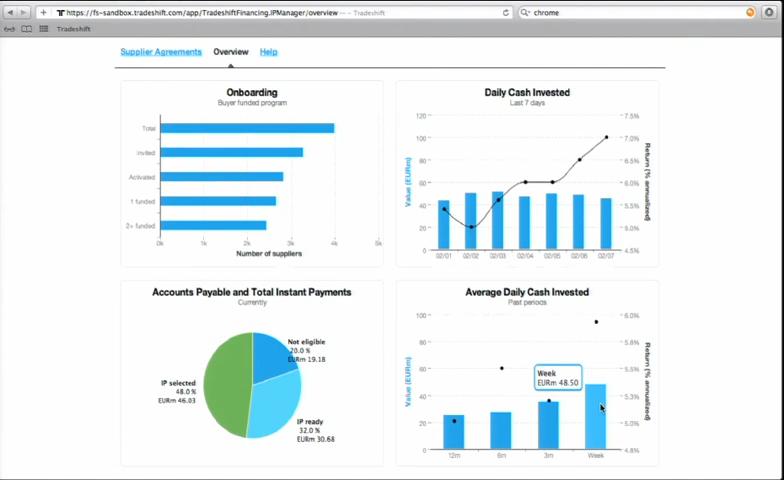 https://fs-sandbox.tradeshift.com/app/TradeshiftFinancing.IPManager/overview — Tradeshift
chrome
Tradeshift
Supplier Agreements Overview Help
Onboarding
Buyer funded program
Total
Invited
Activated
1 funded
2+ funded
0k 1k 2k 3k 4k 5k
Number of suppliers
Daily Cash Invested
Last 7 days
Value (EURm)
120
100
80
60
40
20
0
7.5%
7.0%
6.5%
6.0%
5.5%
5.0%
4.5%
Return (% annualized)
02/01 02/02 02/03 02/04 02/05 02/06 02/07
Accounts Payable and Total Instant Payments
Currently
Not eligible
20.0 %
EURm 19.18
IP selected
48.0 %
EURm 46.03
IP ready
32.0 %
EURm 30.68
Average Daily Cash Invested
Past periods
Value (EURm)
100
80
60
40
20
0
Week
EURm 48.50
6.0%
5.8%
5.5%
5.3%
5.0%
4.8%
Return (% annualized)
12m 6m 3m Week